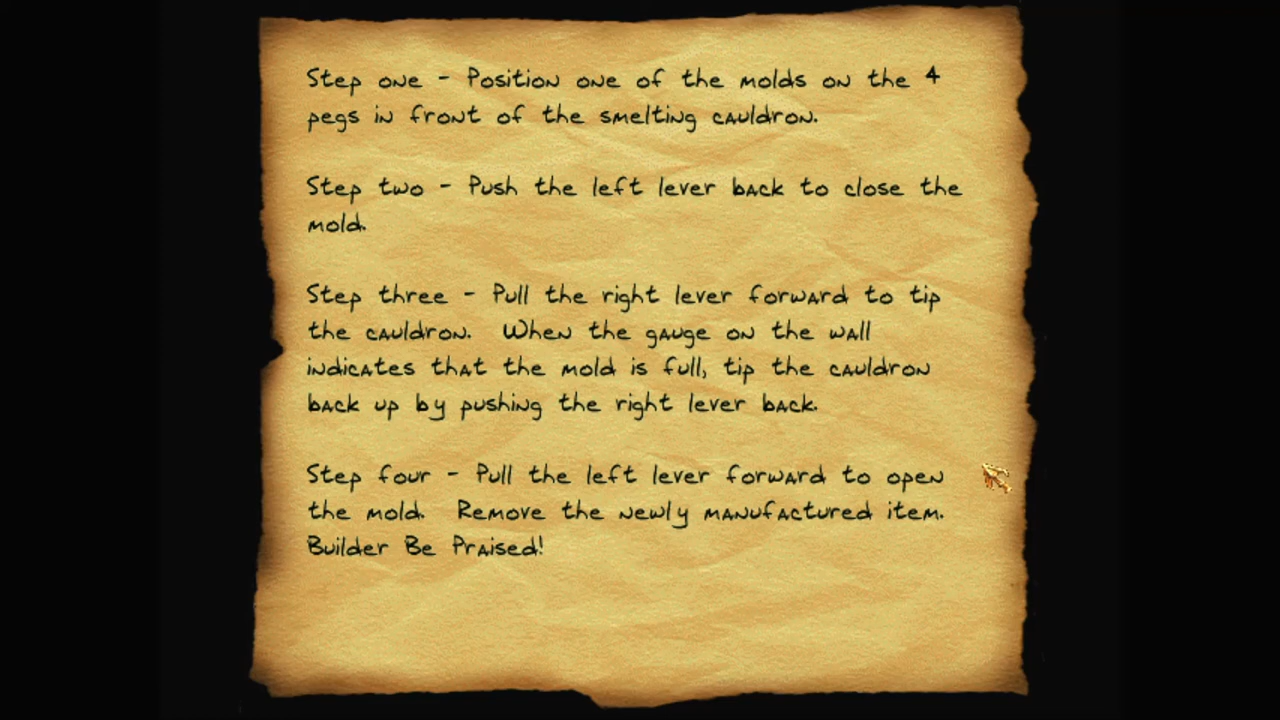 Step one - Position one of the molds on the 4
pegs in front of the smelting cauldron.
Step two - Push the left lever back to close the
mold.
Step three - Pull the right lever forward to tip
the cauldron. When the gauge on the wall
indicates that the mold is full, tip the cauldron
back up by pushing the right lever back.
Step four - Pull the left lever forward to open
the mold. Remove the newly manufactured item.
Builder Be Praised!